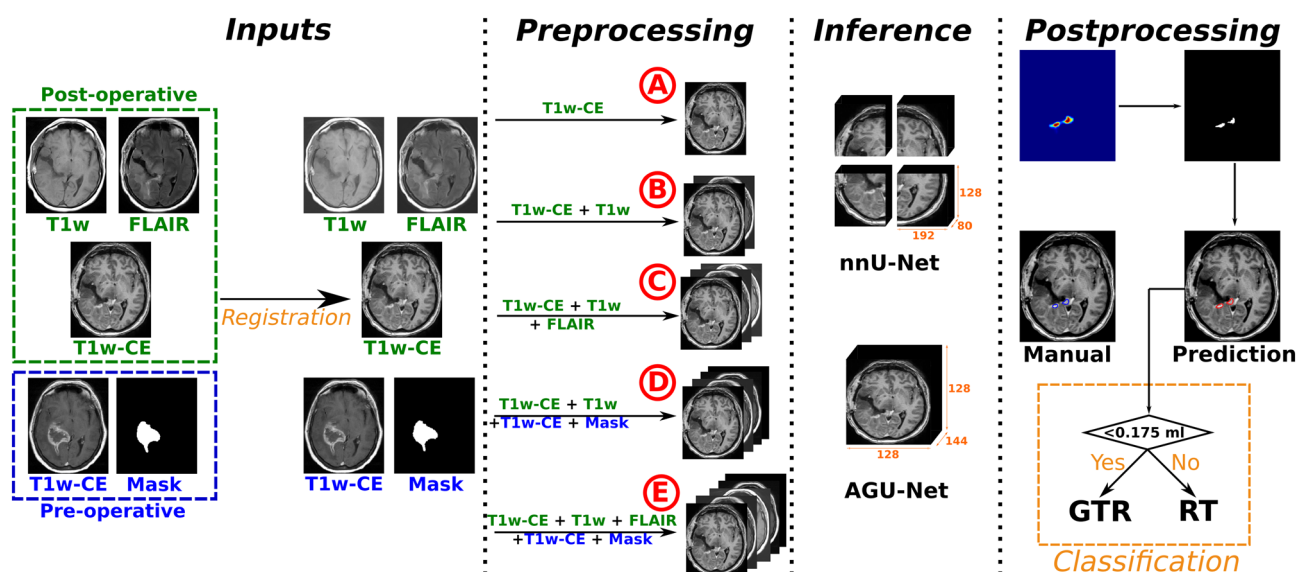 Inputs
Preprocessing
Inference
Postprocessing
Post-operative
T1w
FLAIR
T1w-CE
T1w-CE
Mask
Pre-operative
Registration
T1w
FLAIR
T1w-CE
T1w-CE
Mask
A
T1w-CE
B
T1w-CE + T1w
C
T1w-CE + T1w
+ FLAIR
D
T1w-CE + T1w
+T1w-CE + Mask
E
T1w-CE + T1w + FLAIR
+T1w-CE + Mask
128
80
192
nnU-Net
128
144
128
AGU-Net
Manual
Prediction
<0.175 ml
Yes
No
GTR
RT
Classification